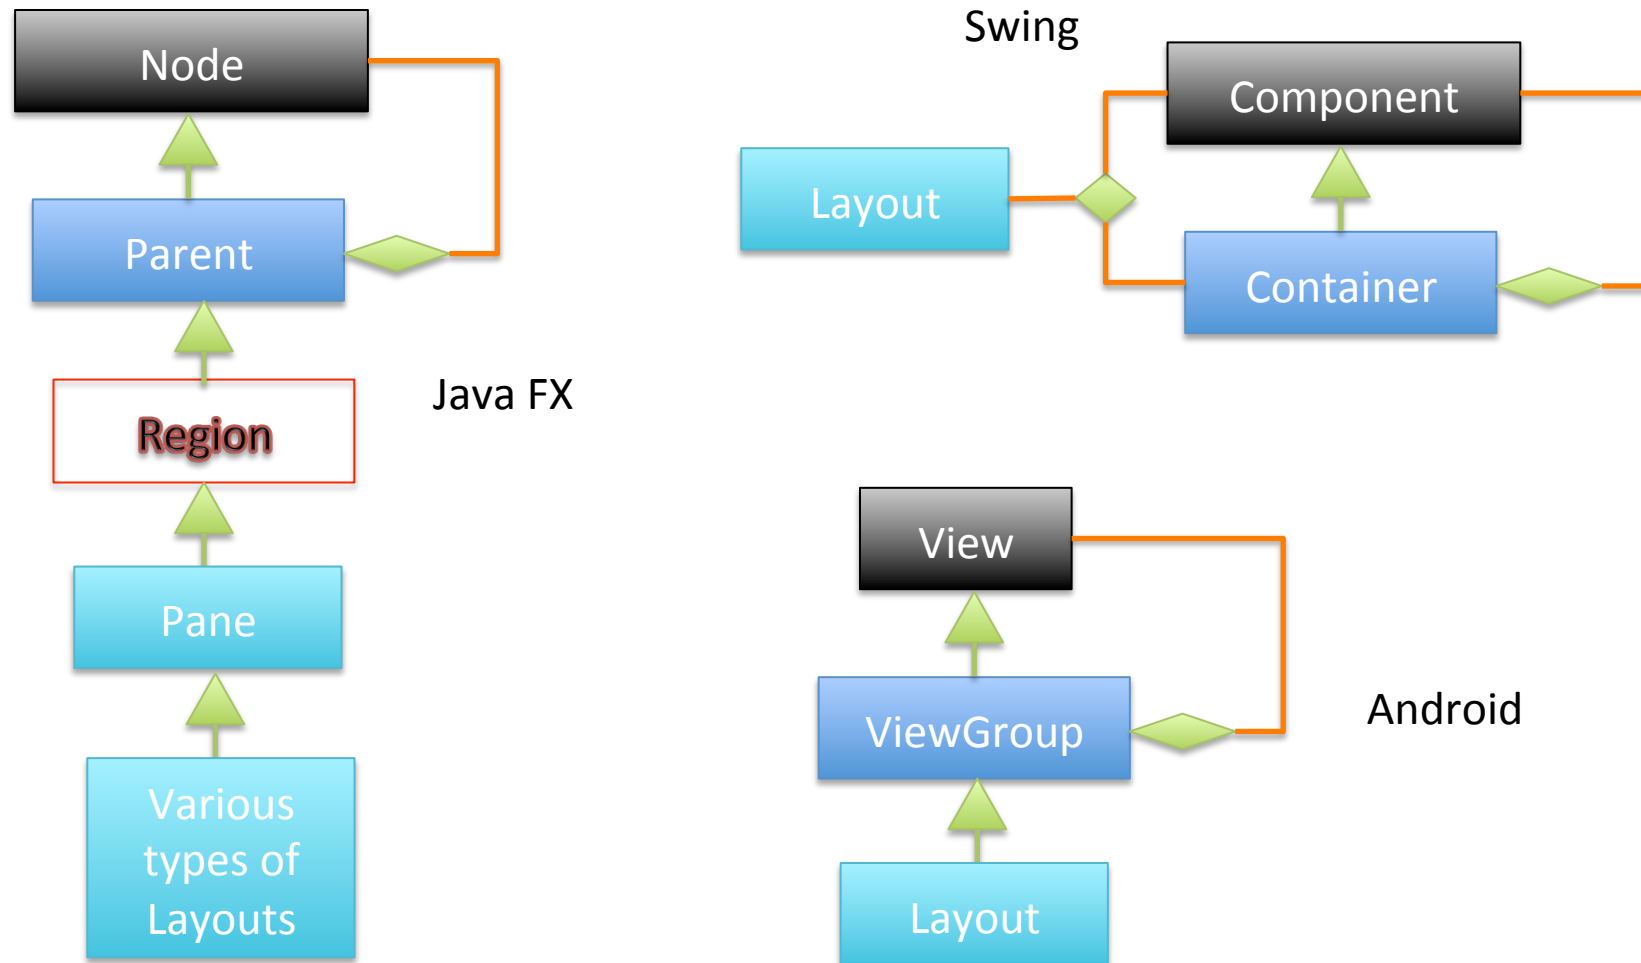 Node
Parent
Region
Java FX
Pane
Various
types of
Layouts
Swing
Component
Layout
Container
View
ViewGroup
Android
Layout